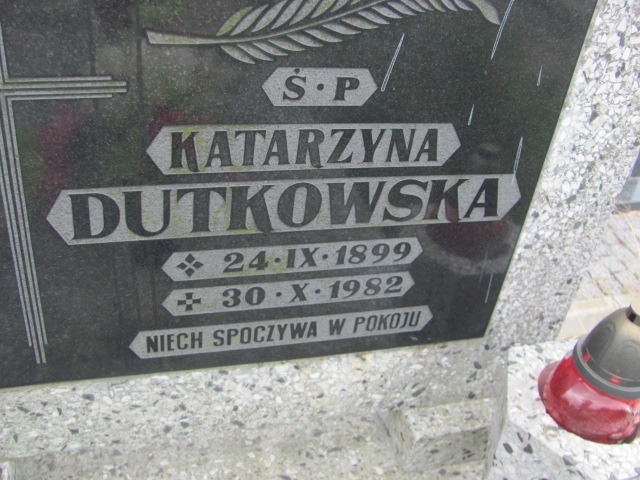 Ś·P
KATARZYNA
DUTKOWSKA
24·IX·1899
30·X·1982
NIECH SPOCZYWA W POKOJU